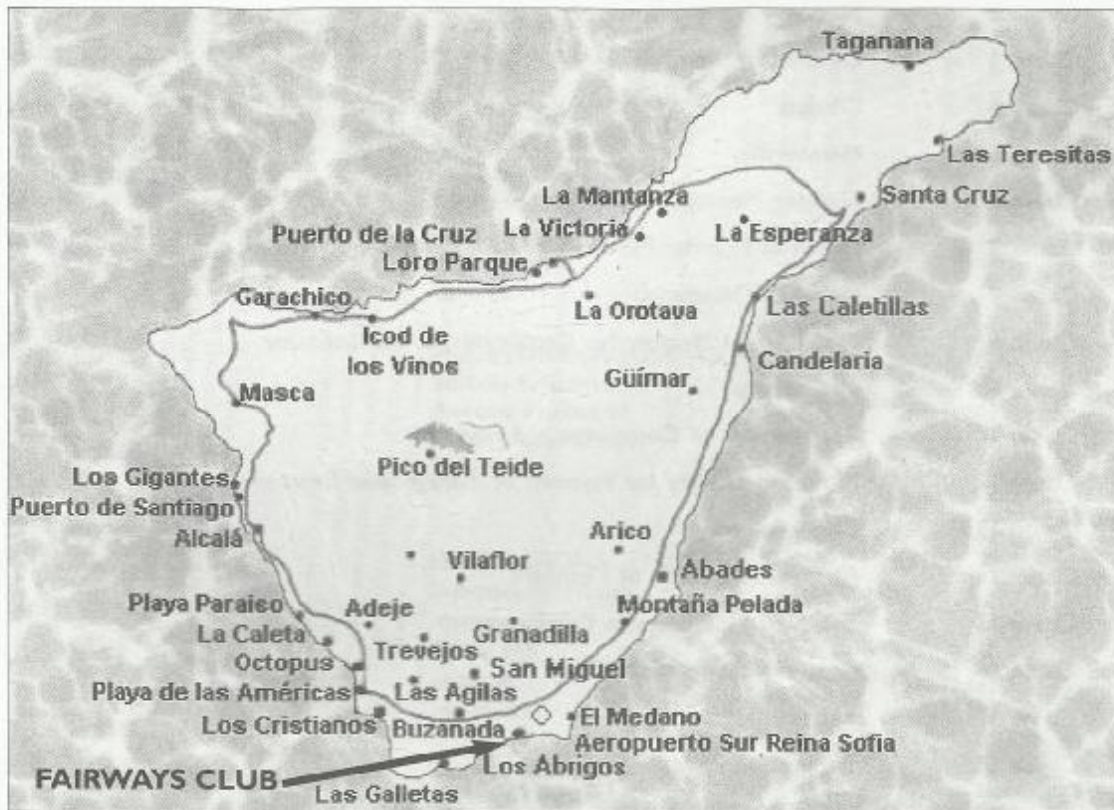 Taganana
Las Teresitas
La Mantanza
Santa Cruz
La Victoria
La Esperanza
Puerto de la Cruz
Loro Parque
Garachico
La Orotava
Las Caletillas
Icod de
los Vinos
Candelaria
Güímar
Masca
Pico del Teide
Los Gigantes
Puerto de Santiago
Alcalá
Arico
Vilaflor
Abades
Playa Paraiso
Adeje
Montaña Pelada
La Caleta
Granadilla
Trevejos
Octopus
San Miguel
Playa de las Américas
Las Agilas
Los Cristianos
Buzanada
El Medano
Aeropuerto Sur Reina Sofia
FAIRWAYS CLUB
Los Abrigos
Las Galletas